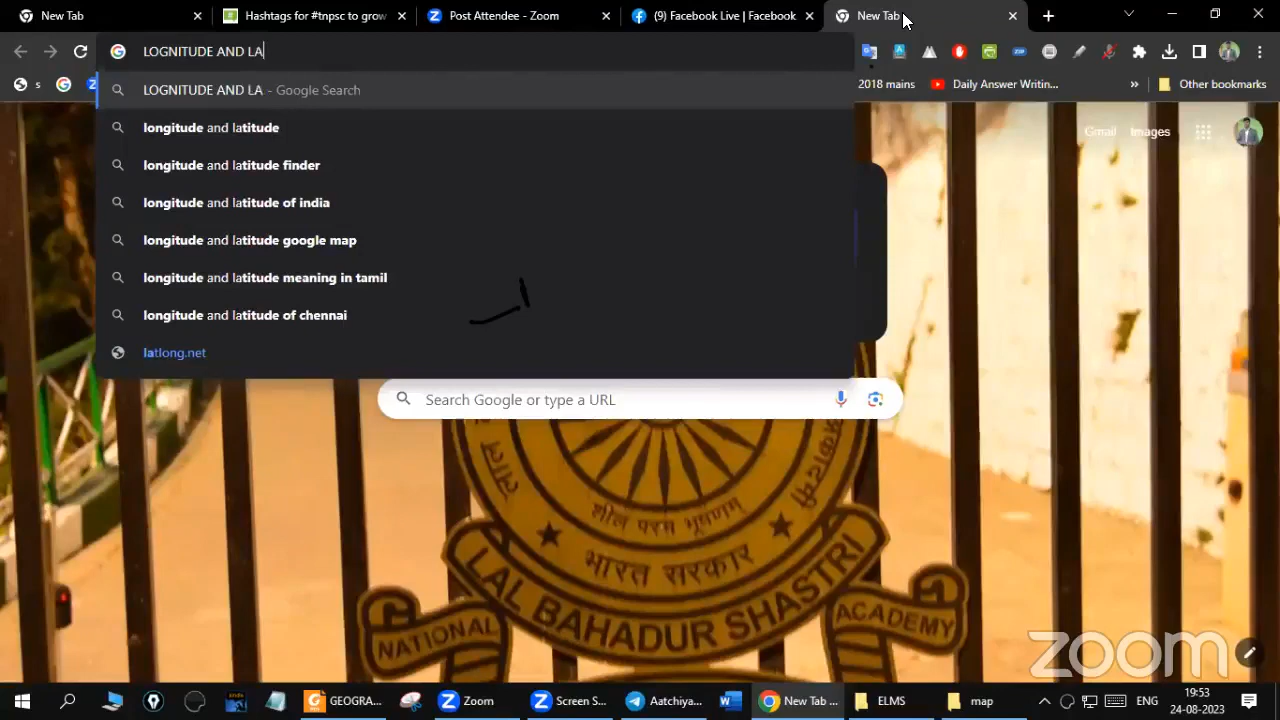 New Tab
Hashtags for #tnpsc to grow
Post Attendee - Zoom
(9) Facebook Live | Facebook
New Tab
LOGNITUDE AND LA
s
2018 mains
Daily Answer Writin...
Other bookmarks
LOGNITUDE AND LA - Google Search
longitude and latitude
longitude and latitude finder
longitude and latitude of india
longitude and latitude google map
longitude and latitude meaning in tamil
longitude and latitude of chennai
latlong.net
Gmail
Images
Search Google or type a URL
शीलं परम भूषणम्
भारत सरकार
LAL BAHADUR SHASTRI
NATIONAL
ACADEMY
zoom
GEOGRA...
Zoom
Screen S...
Aatchiya...
New Tab ...
ELMS
map
ENG
19:53
24-08-2023